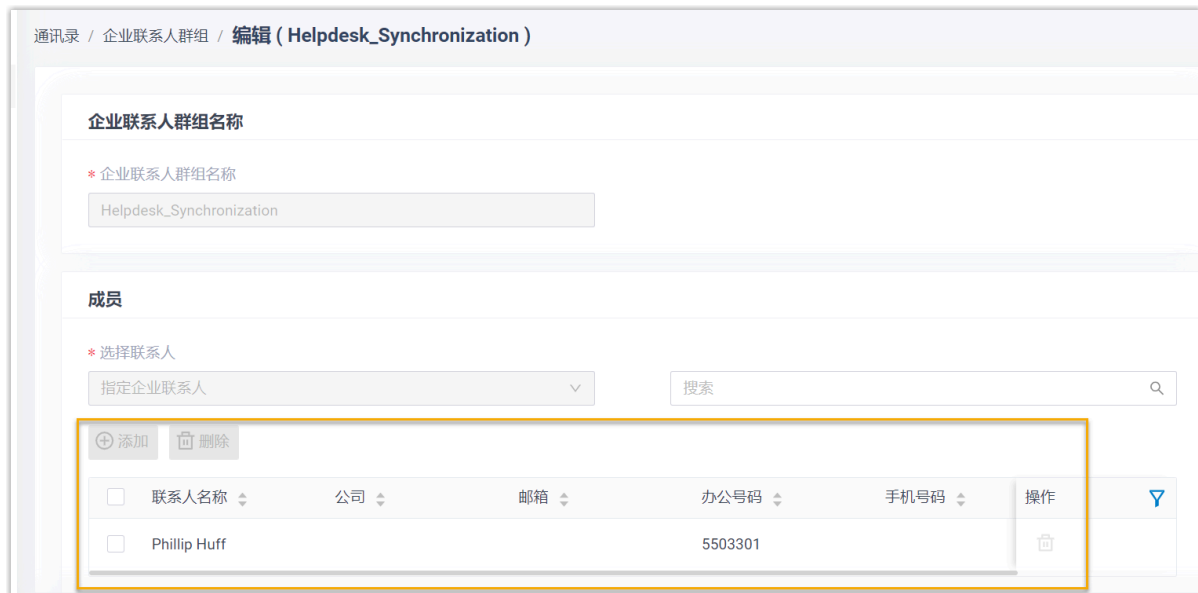 通讯录 / 企业联系人群组 / 编辑 ( Helpdesk_Synchronization )
企业联系人群组名称
* 企业联系人群组名称
Helpdesk_Synchronization
成员
* 选择联系人
指定企业联系人 搜索
添加 删除
联系人名称 公司 邮箱 办公号码 手机号码 操作
Phillip Huff 5503301